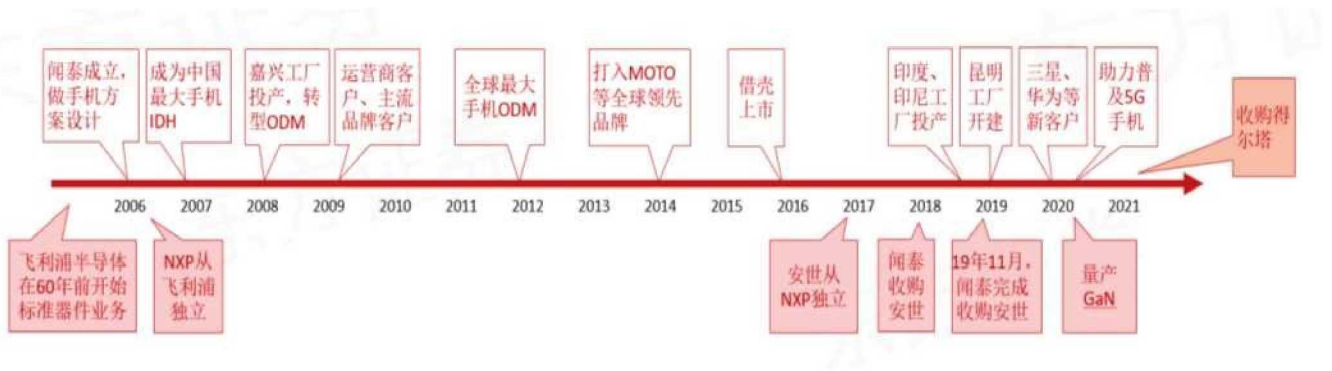 闻泰成立，
做手机方
案设计
成为中国
最大手机
IDH
嘉兴工厂
投产，转
型ODM
运营商客
户、主流
品牌客户
全球最大
手机ODM
打入MOTO
等全球领先
品牌
借壳
上市
印度、
印尼工
厂投产
昆明
工厂
开建
三星、
华为等
新客户
助力普
及5G
手机
收购得
尔塔
2006 2007 2008 2009 2010 2011 2012 2013 2014 2015 2016 2017 2018 2019 2020 2021
飞利浦半导体
在60年前开始
标准器件业务
NXP从
飞利浦
独立
安世从
NXP独立
闻泰
收购
安世
19年11月，
闻泰完成
收购安世
量产
GaN